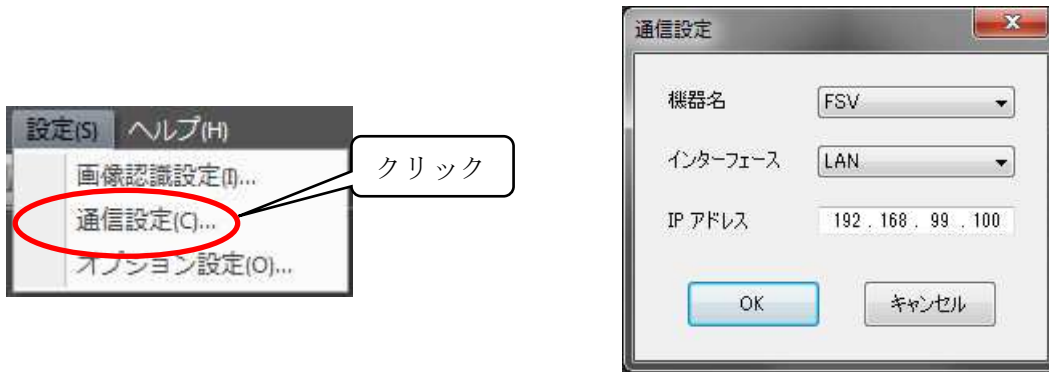 設定(S) ヘルプ(H)
画像認識設定(I)...
通信設定(C)...
オプション設定(O)...
クリック
通信設定
機器名 FSV
インターフェース LAN
IP アドレス 192 . 168 . 99 . 100
OK キャンセル